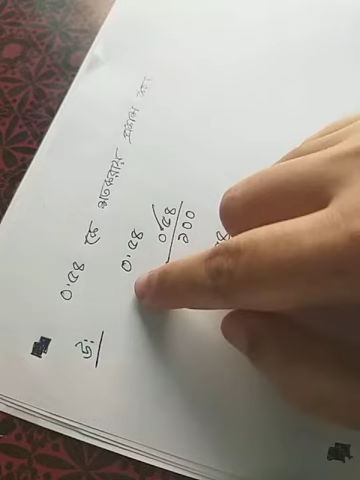 ০.৫৪ কে শতকরায় প্রকাশ কর
উঃ
০.৫৪
০৫৪
১০০